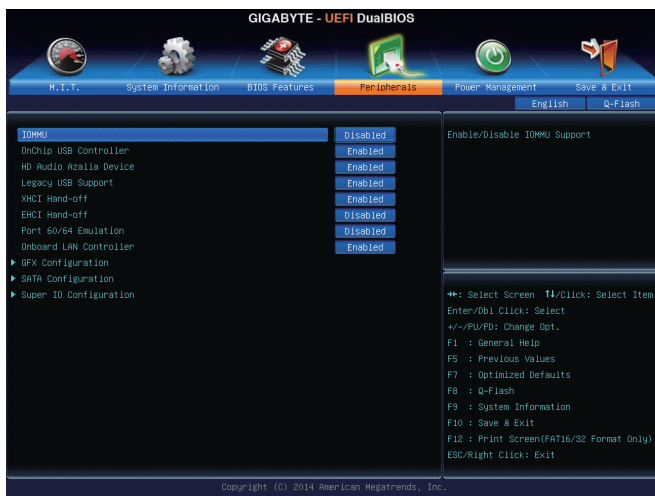 GIGABYTE - UEFI DualBIOS
M.I.T. System Information BIOS Features Peripherals Power Management Save & Exit
English Q-Flash
IOMMU Disabled
OnChip USB Controller Enabled
HD Audio Azalia Device Enabled
Legacy USB Support Enabled
XHCI Hand-off Enabled
EHCI Hand-off Disabled
Port 60/64 Emulation Disabled
Onboard LAN Controller Enabled
GFX Configuration
SATA Configuration
Super IO Configuration
Enable/Disable IOMMU Support
→←: Select Screen ↑↓/Click: Select Item
Enter/Dbl Click: Select
+/-/PU/PD: Change Opt.
F1 : General Help
F5 : Previous Values
F7 : Optimized Defaults
F8 : Q-Flash
F9 : System Information
F10 : Save & Exit
F12 : Print Screen(FAT16/32 Format Only)
ESC/Right Click: Exit
Copyright (C) 2014 American Megatrends, Inc.